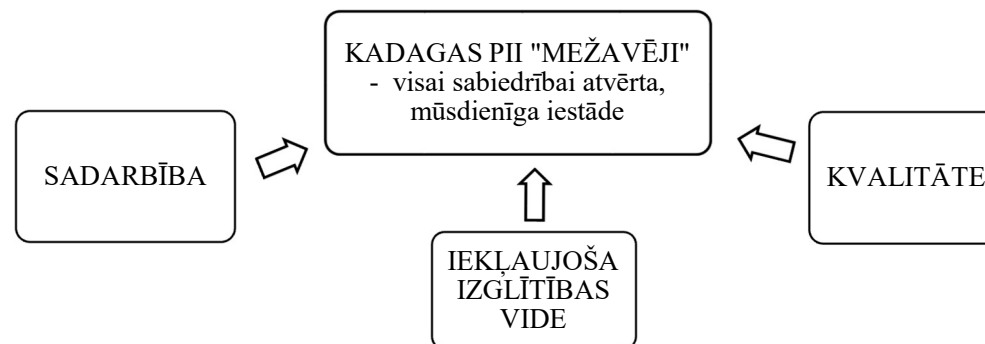 KADAGAS PII "MEŽAVĒJI"
- visai sabiedrībai atvērta,
mūsdienīga iestāde
SADARBĪBA
KVALITĀTE
IEKĻAUJOŠA
IZGLĪTĪBAS
VIDE